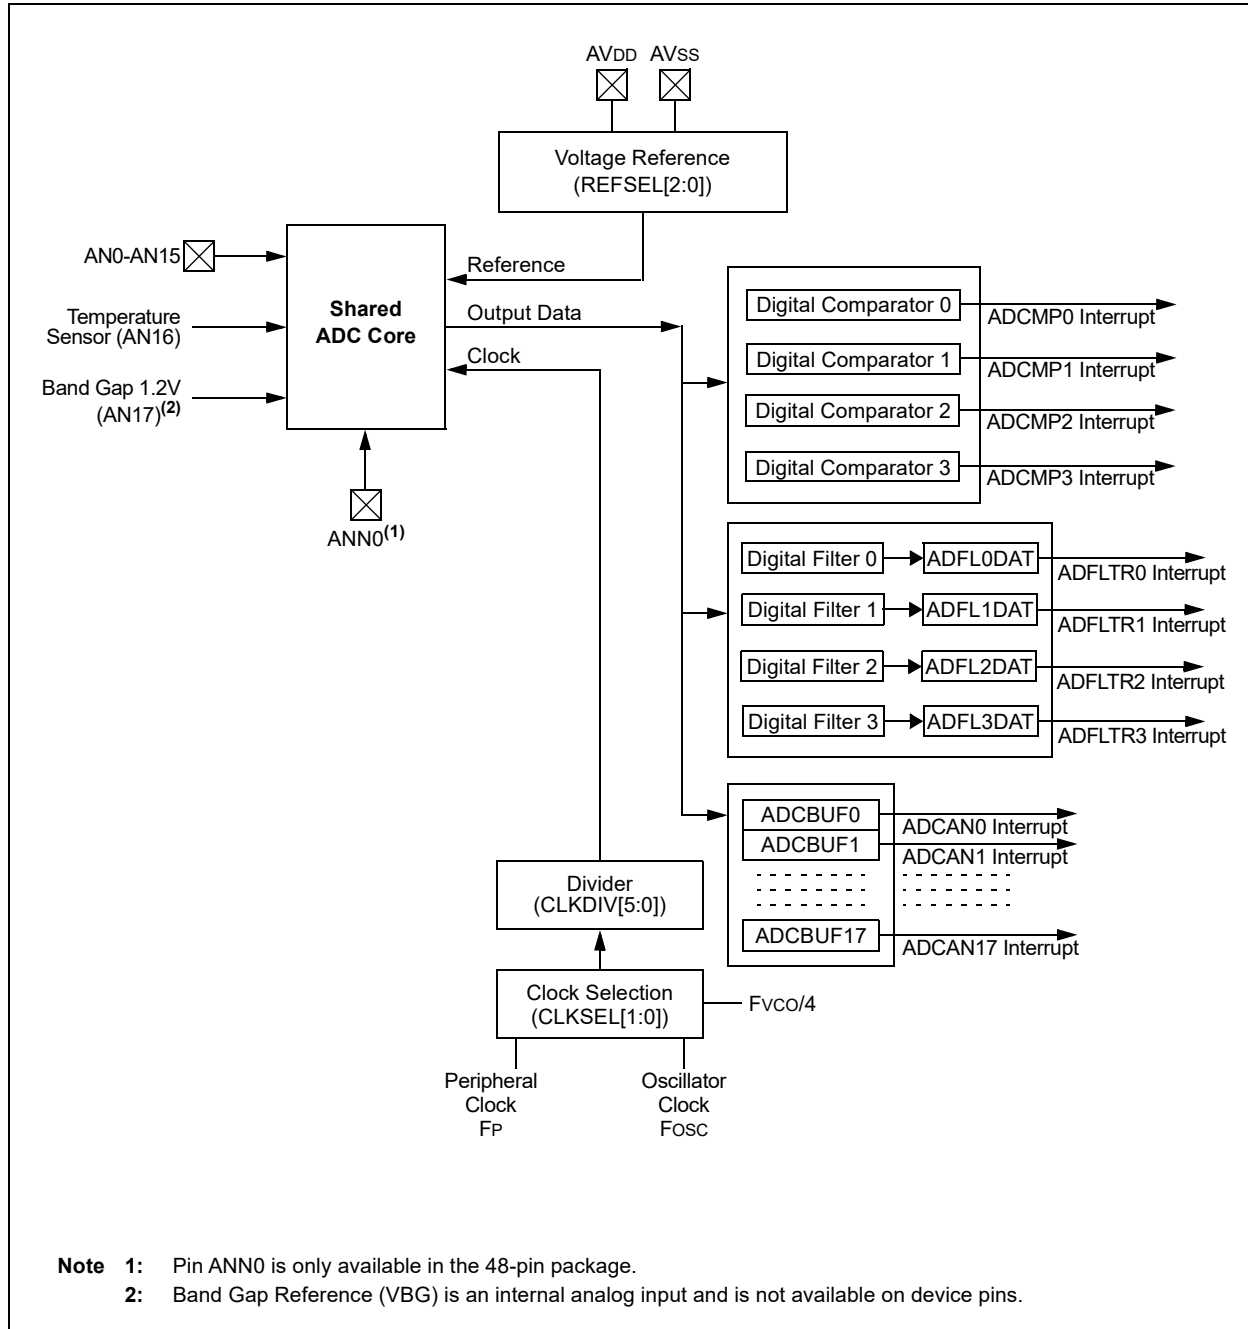 AVDD AVSS
Voltage Reference
(REFSEL[2:0])
AN0-AN15
Temperature
Sensor (AN16)
Band Gap 1.2V
(AN17)(2)
Shared
ADC Core
ANN0(1)
Reference
Output Data
Clock
Digital Comparator 0
ADCMP0 Interrupt
Digital Comparator 1
ADCMP1 Interrupt
Digital Comparator 2
ADCMP2 Interrupt
Digital Comparator 3
ADCMP3 Interrupt
Digital Filter 0 ADFL0DAT
ADFLTR0 Interrupt
Digital Filter 1 ADFL1DAT
ADFLTR1 Interrupt
Digital Filter 2 ADFL2DAT
ADFLTR2 Interrupt
Digital Filter 3 ADFL3DAT
ADFLTR3 Interrupt
ADCBUF0
ADCAN0 Interrupt
ADCBUF1
ADCAN1 Interrupt
ADCBUF17
ADCAN17 Interrupt
Divider
(CLKDIV[5:0])
Clock Selection
(CLKSEL[1:0])
FVCO/4
Peripheral
Clock
FP
Oscillator
Clock
FOSC
Note 1: Pin ANN0 is only available in the 48-pin package.
2: Band Gap Reference (VBG) is an internal analog input and is not available on device pins.